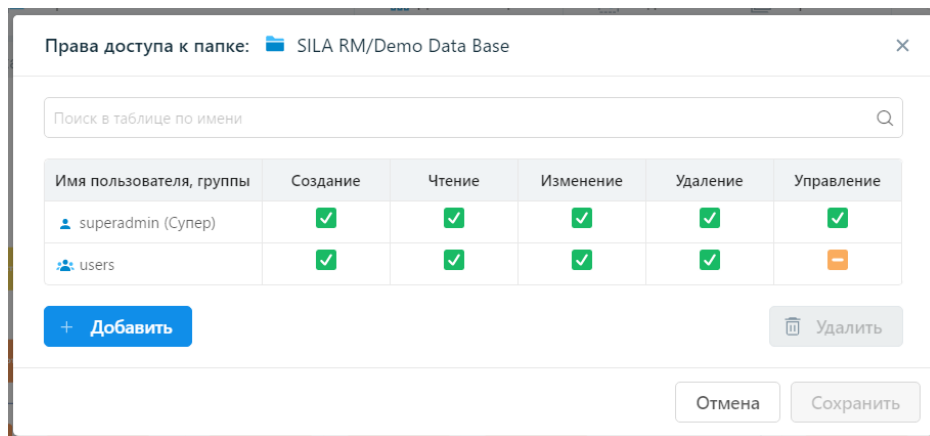 Права доступа к папке: SILA RM/Demo Data Base
Поиск в таблице по имени
Имя пользователя, группы Создание Чтение Изменение Удаление Управление
superadmin (Супер)
users
+ Добавить Удалить
Отмена Сохранить